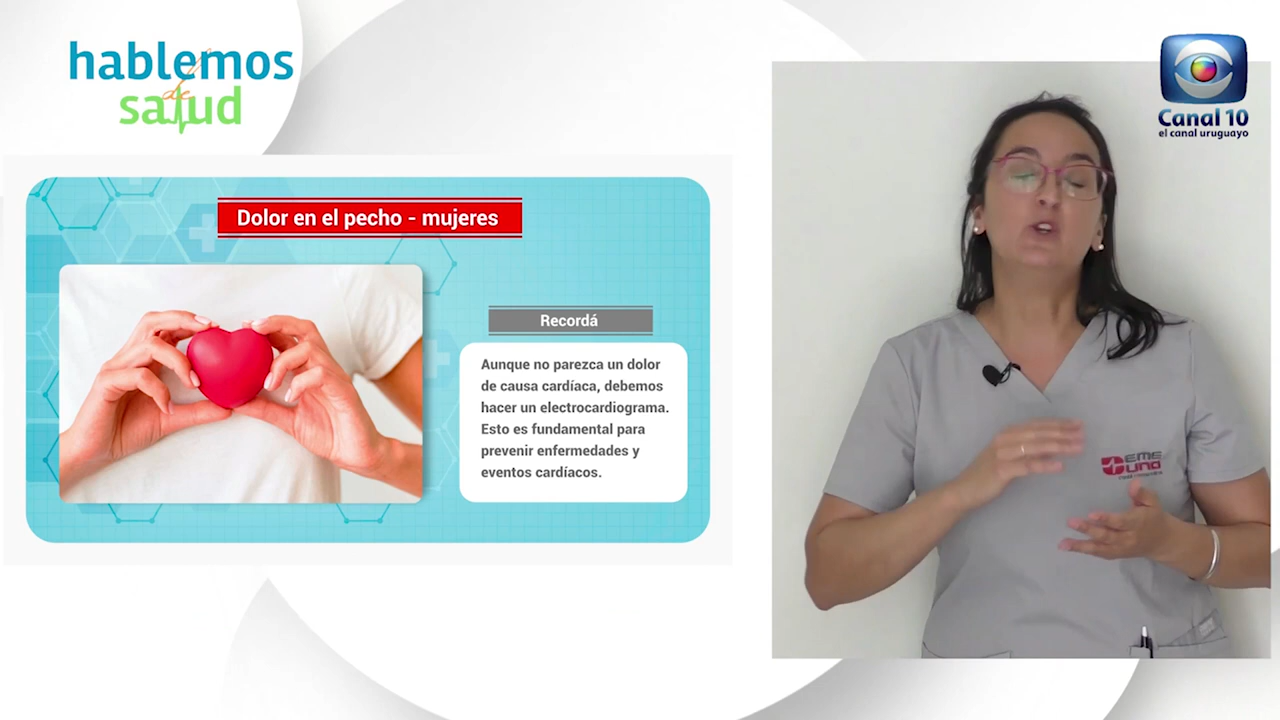 hablemos
de
salud
Canal 10
el canal uruguayo
Dolor en el pecho - mujeres
Recordá
Aunque no parezca un dolor
de causa cardíaca, debemos
hacer un electrocardiograma.
Esto es fundamental para
prevenir enfermedades y
eventos cardíacos.
EME
UNO